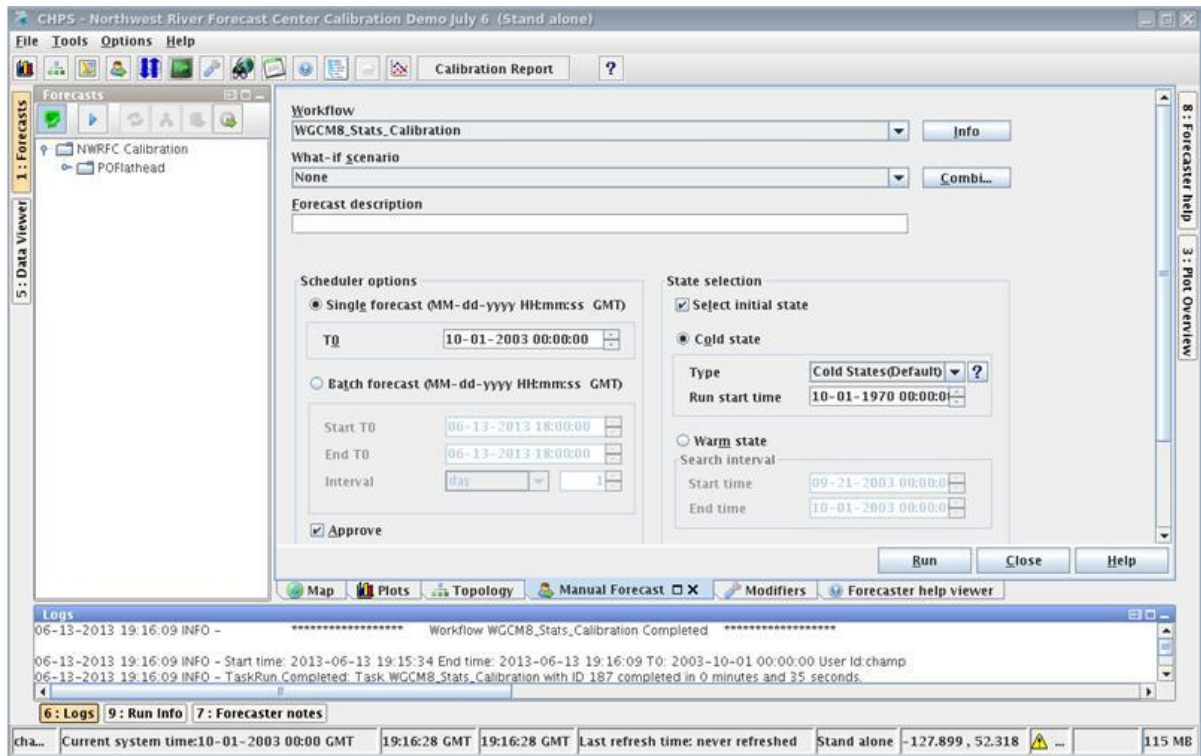 CHPS - Northwest River Forecast Center Calibration Demo July 6 (Stand alone)
File Tools Options Help
Calibration Report ?
1 : Forecasts
5 : Data Viewer
Forecasts
NWRFC Calibration
POFlathead
Workflow
WGCM8_Stats_Calibration
Info
What-if scenario
None
Combi...
Forecast description
Scheduler options
Single forecast (MM-dd-yyyy HH:mm:ss GMT)
T0 10-01-2003 00:00:00
Batch forecast (MM-dd-yyyy HH:mm:ss GMT)
Start T0 06-13-2013 18:00:00
End T0 06-13-2013 18:00:00
Interval day 1
Approve
State selection
Select initial state
Cold state
Type Cold States(Default) ?
Run start time 10-01-1970 00:00:0
Warm state
Search interval
Start time 09-21-2003 00:00:0
End time 10-01-2003 00:00:0
Run Close Help
8 : Forecaster help
3 : Plot Overview
Map Plots Topology Manual Forecast Modifiers Forecaster help viewer
Logs
06-13-2013 19:16:09 INFO - ****************** Workflow WGCM8_Stats_Calibration Completed ******************
06-13-2013 19:16:09 INFO - Start time: 2013-06-13 19:15:34 End time: 2013-06-13 19:16:09 T0: 2003-10-01 00:00:00 User Id:champ
06-13-2013 19:16:09 INFO - TaskRun Completed: Task WGCM8_Stats_Calibration with ID 187 completed in 0 minutes and 35 seconds.
6 : Logs 9 : Run Info 7 : Forecaster notes
cha... Current system time:10-01-2003 00:00 GMT 19:16:28 GMT 19:16:28 GMT Last refresh time: never refreshed Stand alone -127.899 , 52.318 ... 115 MB